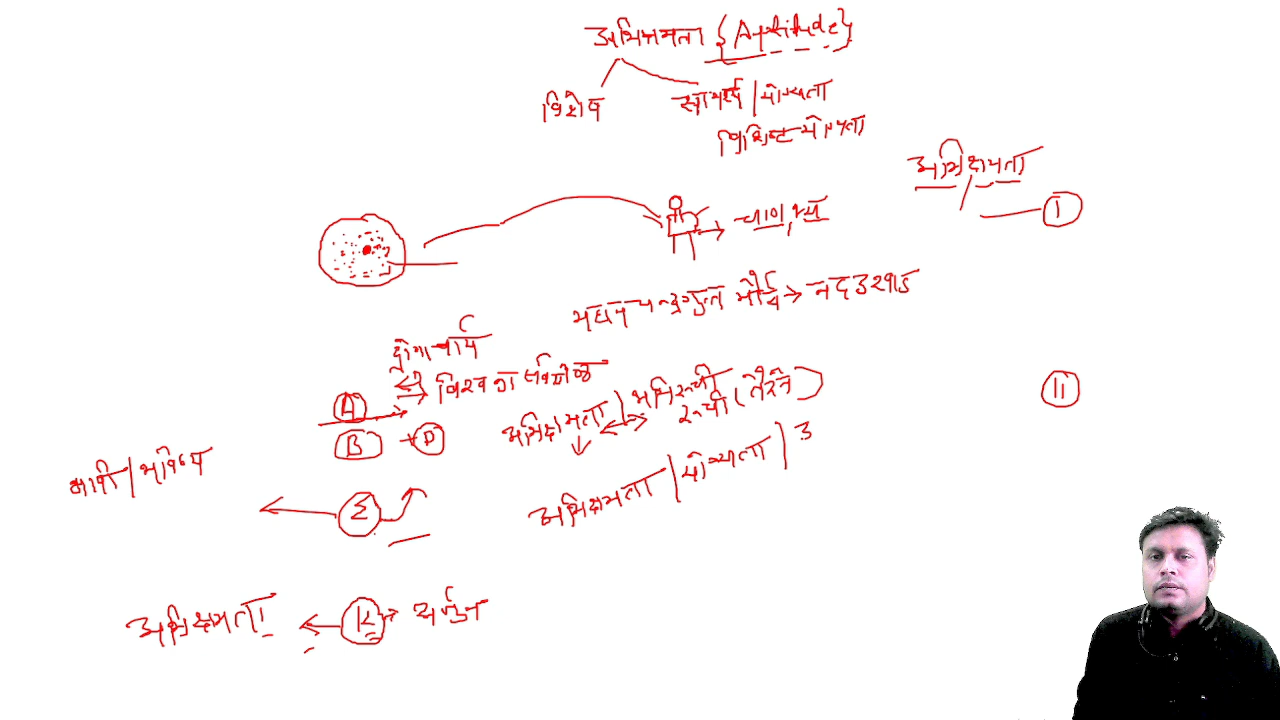 अभिक्षमता {Aptitude}
विशेष
सामर्थ्य / योग्यता
विशिष्ट योग्यता
अभिक्षमता
I
चाणक्य
चन्द्रगुप्त मौर्य →
द्रोणाचार्य
A → विश्व का सर्वश्रेष्ठ
B → D
II
अभिक्षमता / अभिरूची
रूची (
भावी / भविष्य
Σ
अभिक्षमता / योग्यता / उ
अभिक्षमता ← R → अर्जुन